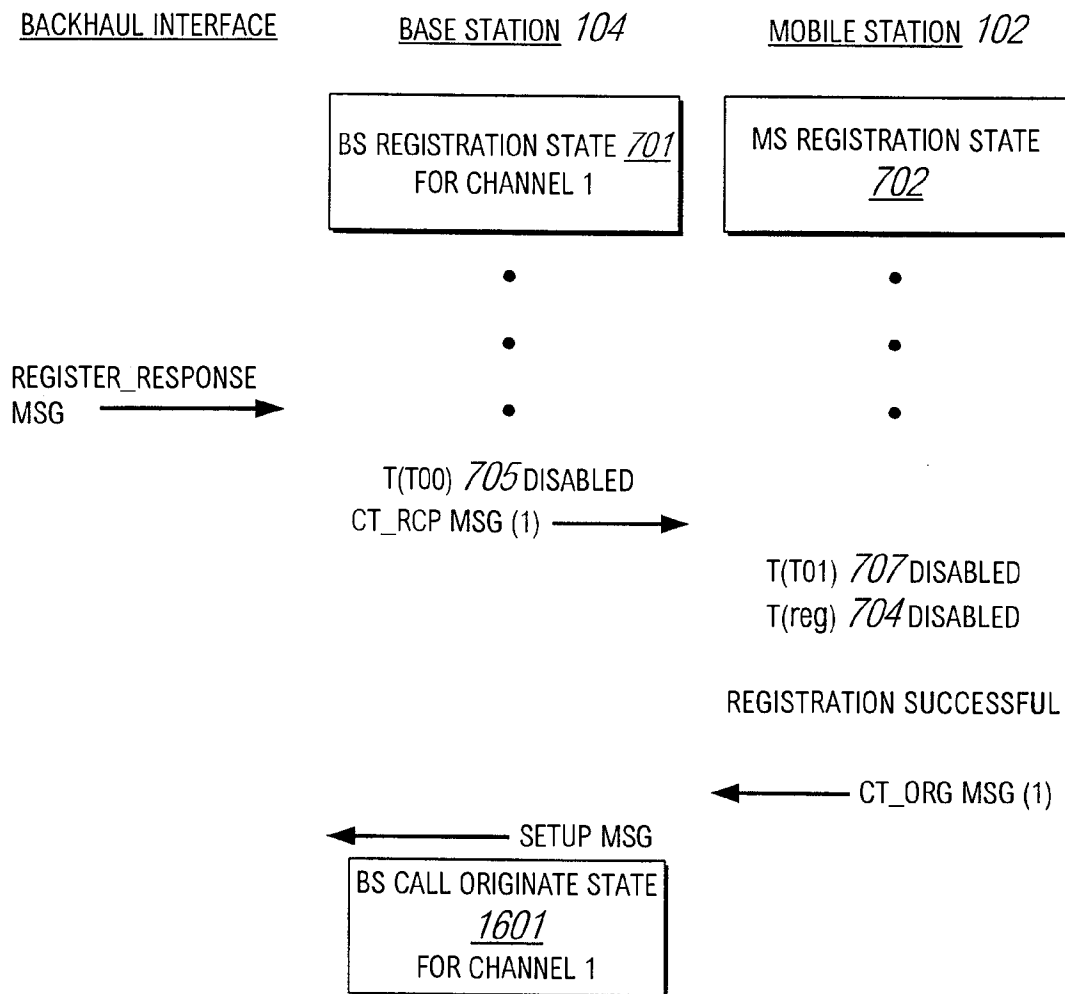 BACKHAUL INTERFACE
BASE STATION 104
MOBILE STATION 102
BS REGISTRATION STATE 701
FOR CHANNEL 1
MS REGISTRATION STATE
702
REGISTER_RESPONSE
MSG
T(T00) 705 DISABLED
CT_RCP MSG (1)
T(T01) 707 DISABLED
T(reg) 704 DISABLED
REGISTRATION SUCCESSFUL
CT_ORG MSG (1)
SETUP MSG
BS CALL ORIGINATE STATE
1601
FOR CHANNEL 1